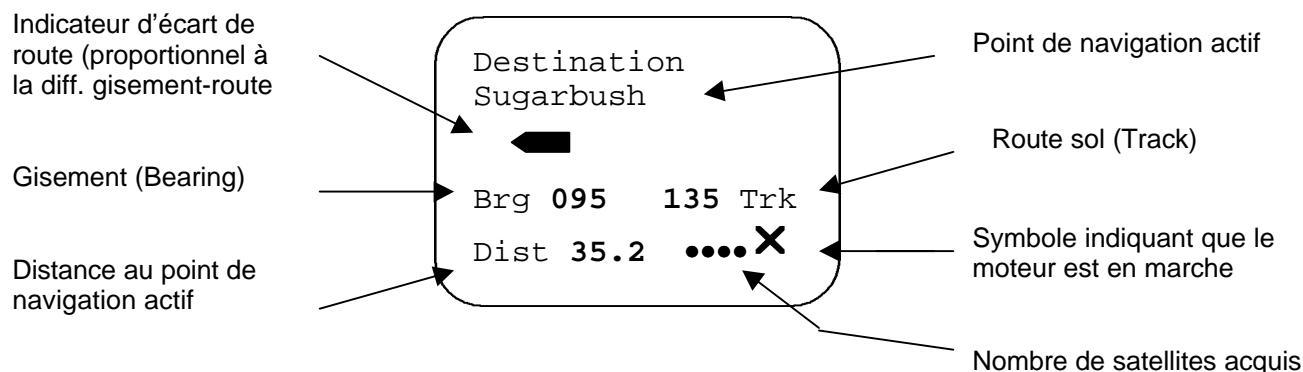 Indicateur d'écart de
route (proportionnel à
la diff. gisement-route
Gisement (Bearing)
Distance au point de
navigation actif
Destination
Sugarbush
Brg 095 135 Trk
Dist 35.2
Point de navigation actif
Route sol (Track)
Symbole indiquant que le
moteur est en marche
Nombre de satellites acquis